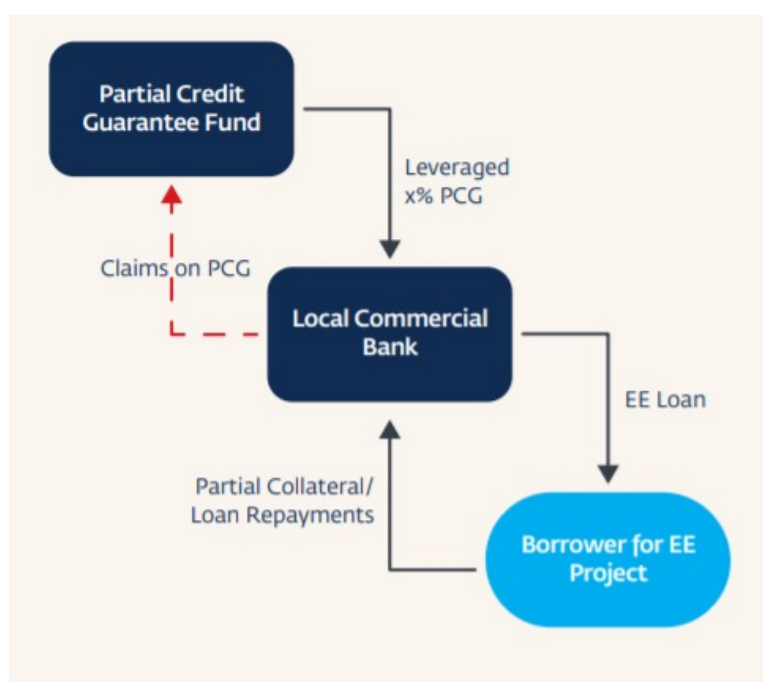 Partial Credit
Guarantee Fund
Leveraged
x% PCG
Claims on PCG
Local Commercial
Bank
EE Loan
Partial Collateral/
Loan Repayments
Borrower for EE
Project